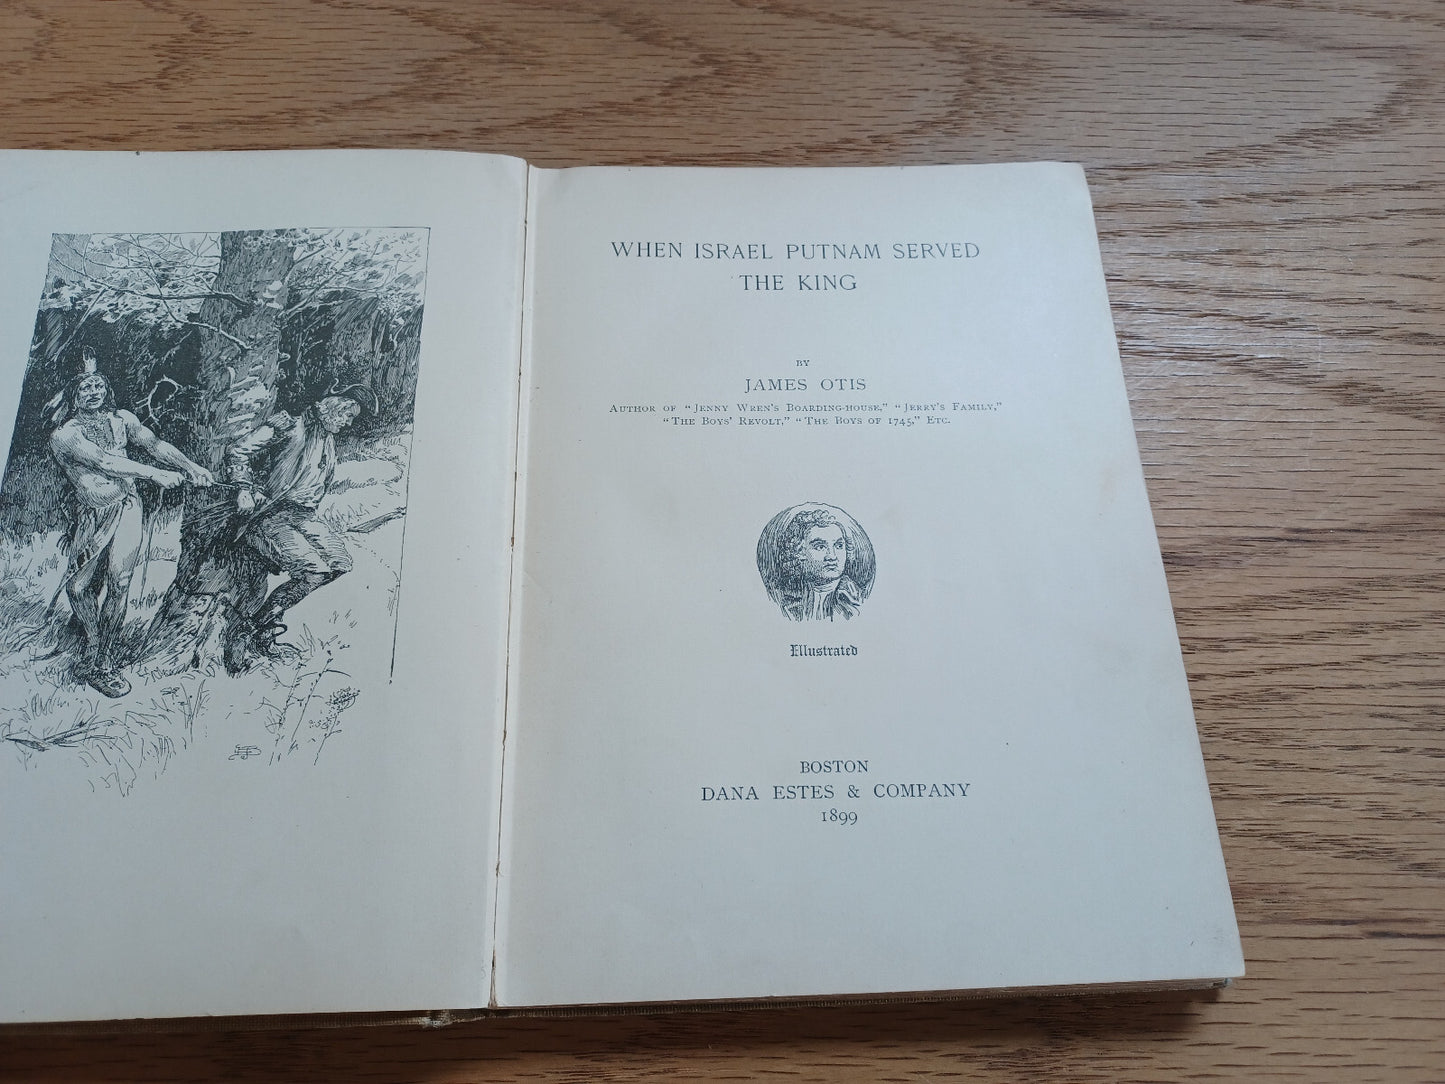 WHEN ISRAEL PUTNAM SERVED
THE KING
BY
JAMES OTIS
AUTHOR OF "JENNY WREN'S BOARDING-HOUSE," "JERRY'S FAMILY,"
"THE BOYS' REVOLT," "THE BOYS OF 1745," ETC.
Illustrated
BOSTON
DANA ESTES & COMPANY
1899